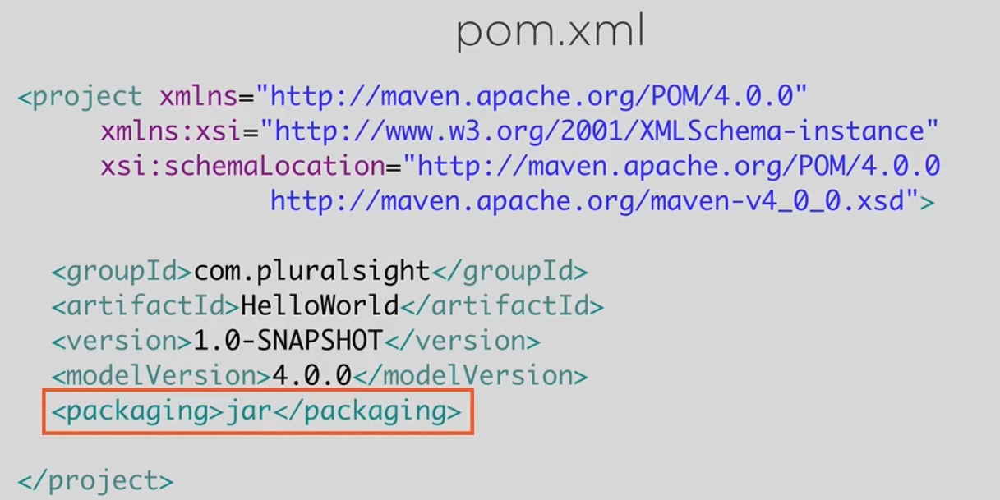 pom.xml
<project xmlns="http://maven.apache.org/POM/4.0.0"
xmlns:xsi="http://www.w3.org/2001/XMLSchema-instance"
xsi:schemaLocation="http://maven.apache.org/POM/4.0.0
http://maven.apache.org/maven-v4_0_0.xsd">
<groupId>com.pluralsight</groupId>
<artifactId>HelloWorld</artifactId>
<version>1.0-SNAPSHOT</version>
<modelVersion>4.0.0</modelVersion>
<packaging>jar</packaging>
</project>